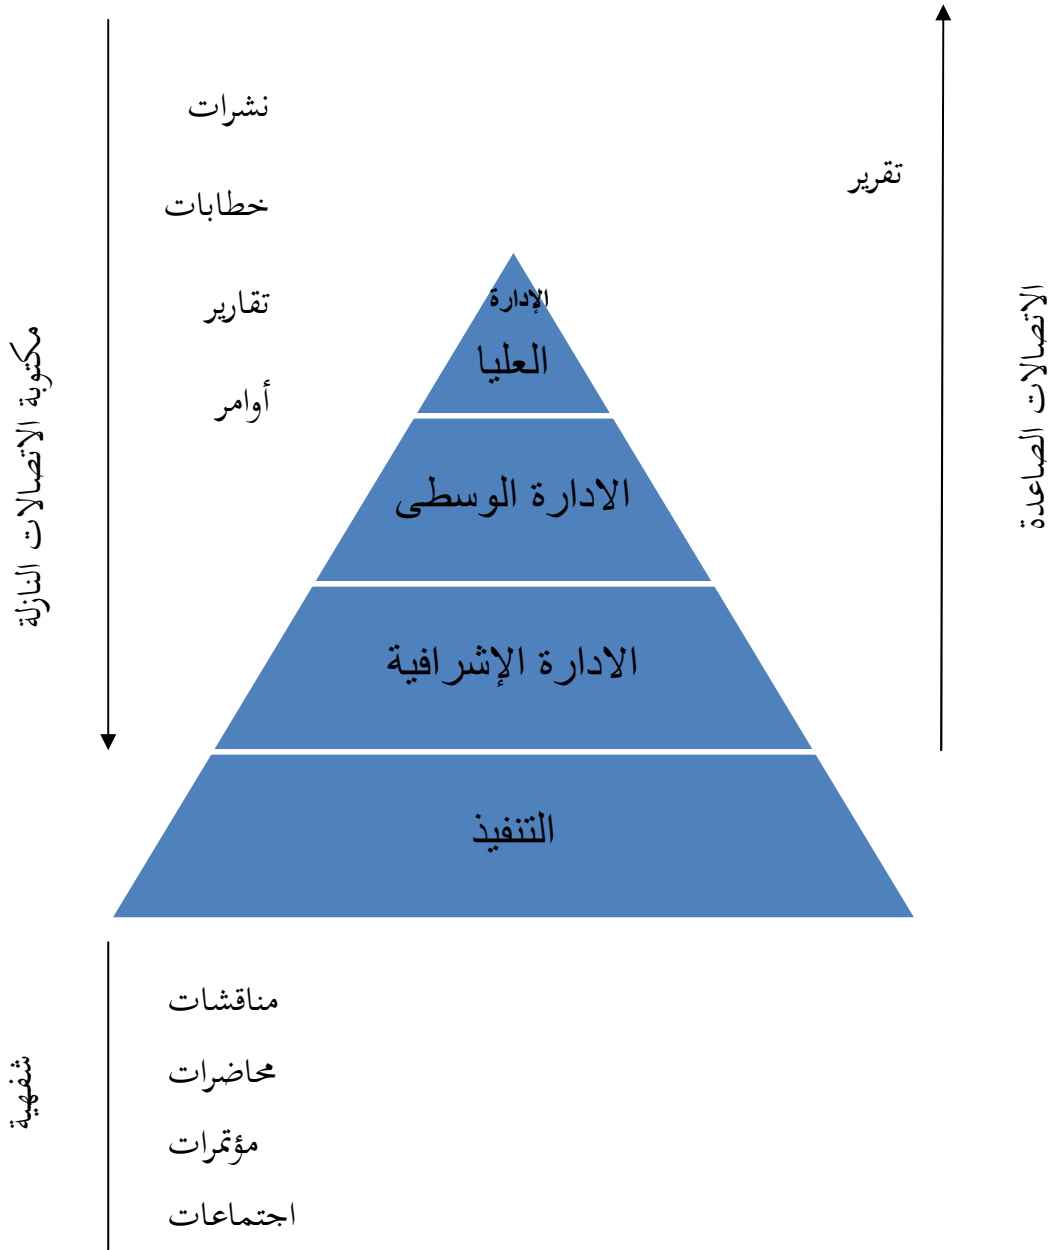 نشرات
خطابات
تقارير
أوامر
مكتوبة الاتصالات النازلة
تقرير
الاتصالات الصاعدة
الإدارة
العليا
الادارة الوسطى
الادارة الإشرافية
التنفيذ
شفهية
مناقشات
محاضرات
مؤتمرات
اجتماعات